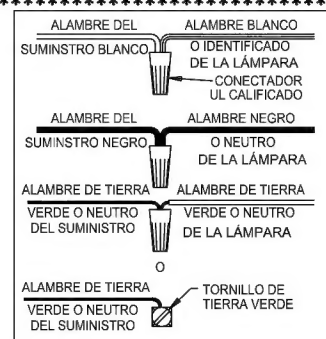 ALAMBRE DEL ALAMBRE BLANCO
SUMINSTRO BLANCO O IDENTIFICADO
DE LA LÁMPARA
CONECTADOR
UL CALIFICADO
ALAMBRE DEL ALAMBRE NEGRO
SUMINSTRO NEGRO O NEUTRO
DE LA LÁMPARA
ALAMBRE DE TIERRA ALAMBRE DE TIERRA
VERDE O NEUTRO VERDE O NEUTRO
DEL SUMINISTRO DE LA LÁMPARA
O
ALAMBRE DE TIERRA TORNILLO DE
VERDE O NEUTRO TIERRA VERDE
DEL SUMINISTRO